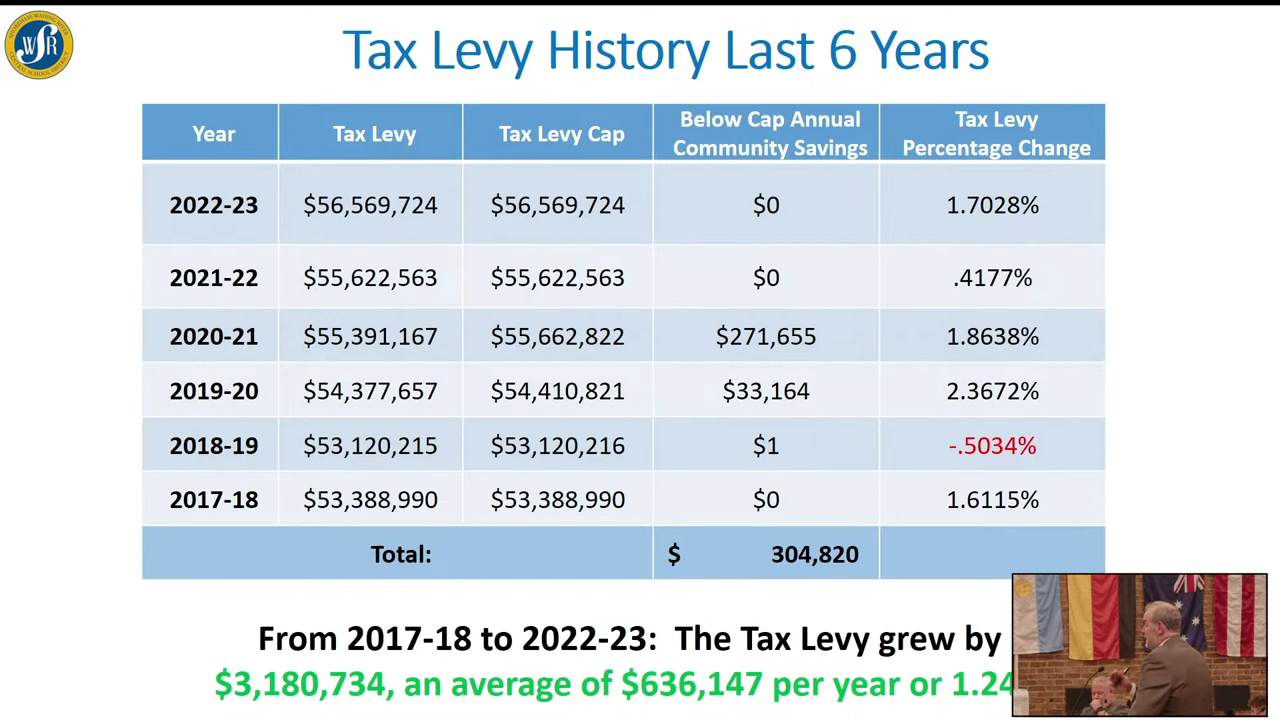 Tax Levy History Last 6 Years
WSR
Year Tax Levy Tax Levy Cap Below Cap Annual Community Savings Tax Levy Percentage Change
2022-23 $56,569,724 $56,569,724 $0 1.7028%
2021-22 $55,622,563 $55,622,563 $0 .4177%
2020-21 $55,391,167 $55,662,822 $271,655 1.8638%
2019-20 $54,377,657 $54,410,821 $33,164 2.3672%
2018-19 $53,120,215 $53,120,216 $1 -.5034%
2017-18 $53,388,990 $53,388,990 $0 1.6115%
Total: $ 304,820
From 2017-18 to 2022-23: The Tax Levy grew by
$3,180,734, an average of $636,147 per year or 1.24